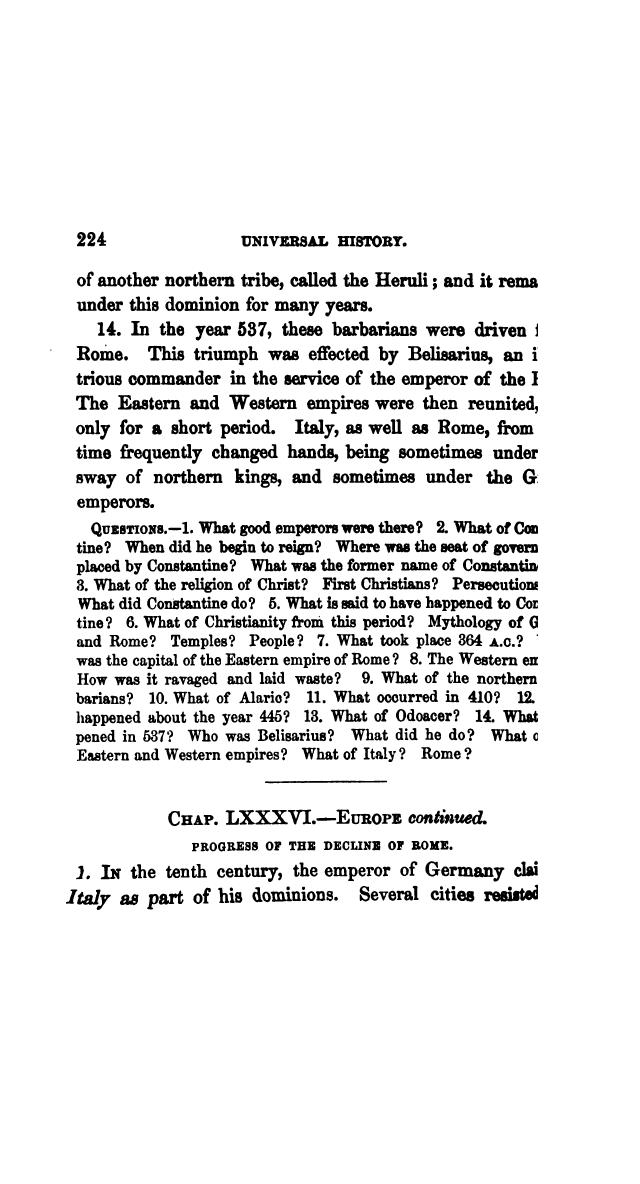 224 UNIVERSAL HISTORY.
of another northern tribe, called the Heruli; and it rema
under this dominion for many years.
14. In the year 537, these barbarians were driven
Rome. This triumph was effected by Belisarius, an i
trious commander in the service of the emperor of the
The Eastern and Western empires were then reunited,
only for a short period. Italy, as well as Rome, from
time frequently changed hands, being sometimes under
sway of northern kings, and sometimes under the G
emperors.
QUESTIONS.—1. What good emperors were there? 2. What of Con
tine? When did he begin to reign? Where was the seat of govern
placed by Constantine? What was the former name of Constantin
3. What of the religion of Christ? First Christians? Persecutions
What did Constantine do? 5. What is said to have happened to Con
tine? 6. What of Christianity from this period? Mythology of G
and Rome? Temples? People? 7. What took place 364 A.C.?
was the capital of the Eastern empire of Rome? 8. The Western em
How was it ravaged and laid waste? 9. What of the northern
barians? 10. What of Alaric? 11. What occurred in 410? 12.
happened about the year 445? 13. What of Odoacer? 14. What
pened in 537? Who was Belisarius? What did he do? What o
Eastern and Western empires? What of Italy? Rome?
CHAP. LXXXVI.—EUROPE continued.
PROGRESS OF THE DECLINE OF ROME.
1. IN the tenth century, the emperor of Germany clai
Italy as part of his dominions. Several cities resisted